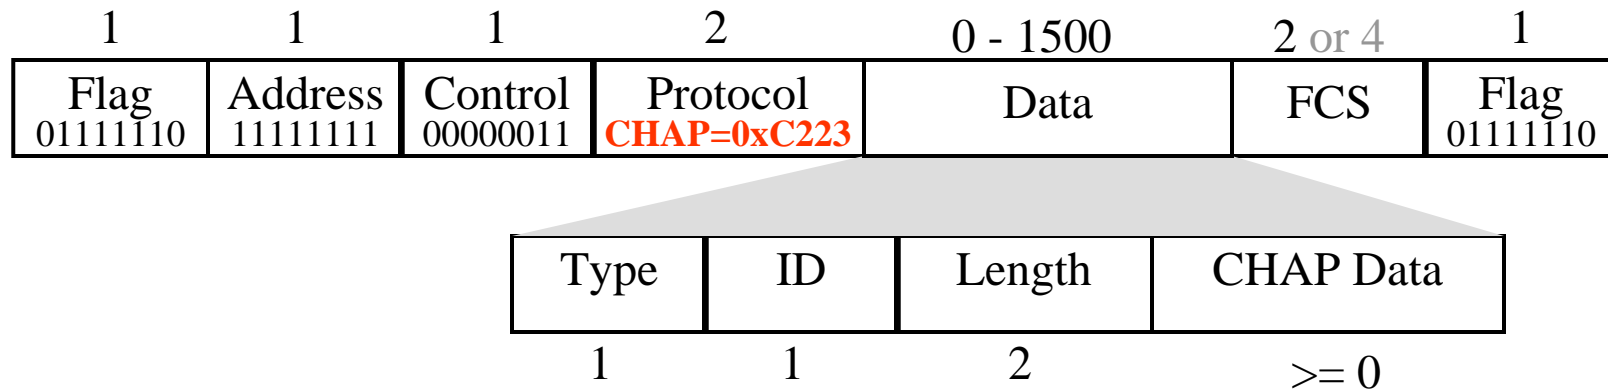 1 1 1 2 0 - 1500 2 or 4 1
Flag Address Control Protocol Data FCS Flag
01111110 11111111 00000011 CHAP=0xC223 01111110
Type ID Length CHAP Data
1 1 2 >= 0